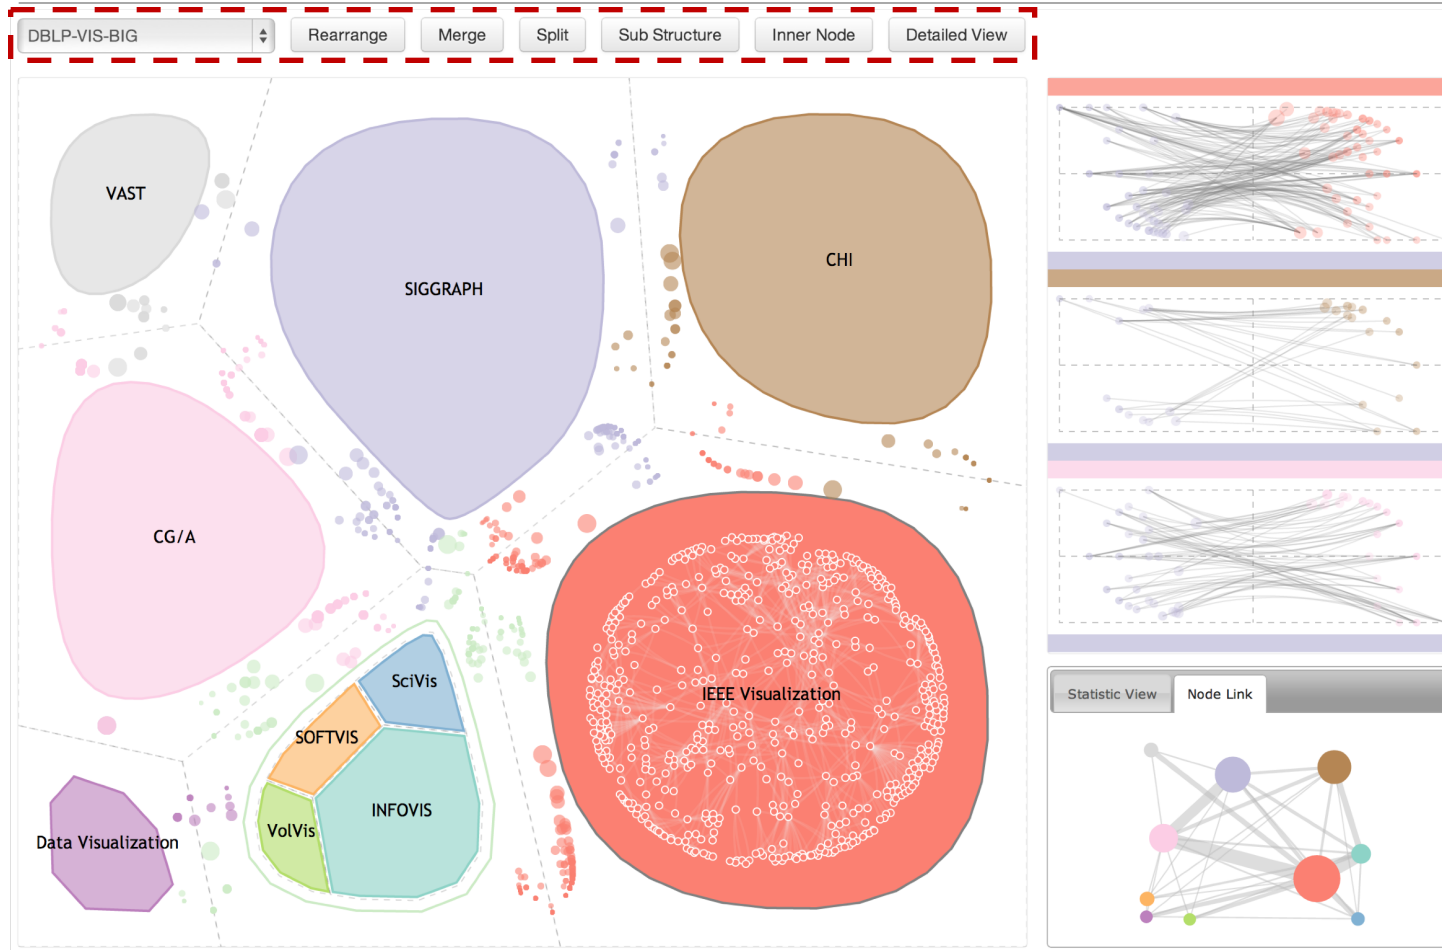 DBLP-VIS-BIG
Rearrange
Merge
Split
Sub Structure
Inner Node
Detailed View
VAST
SIGGRAPH
CHI
CG/A
SciVis
SOFTVIS
INFOVIS
VolVis
IEEE Visualization
Data Visualization
Statistic View
Node Link